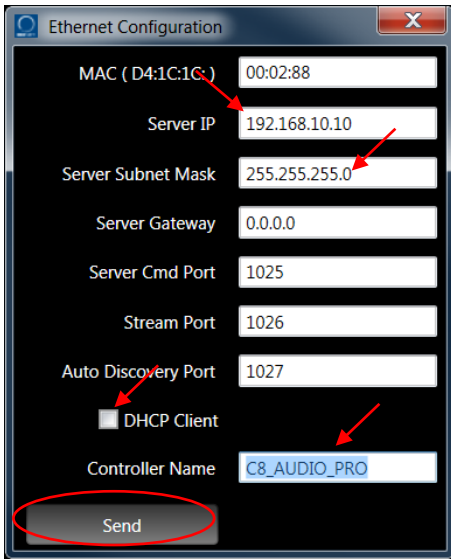 Ethernet Configuration
MAC ( D4:1C:1C: ) 00:02:88
Server IP 192.168.10.10
Server Subnet Mask 255.255.255.0
Server Gateway 0.0.0.0
Server Cmd Port 1025
Stream Port 1026
Auto Discovery Port 1027
DHCP Client
Controller Name C8_AUDIO_PRO
Send